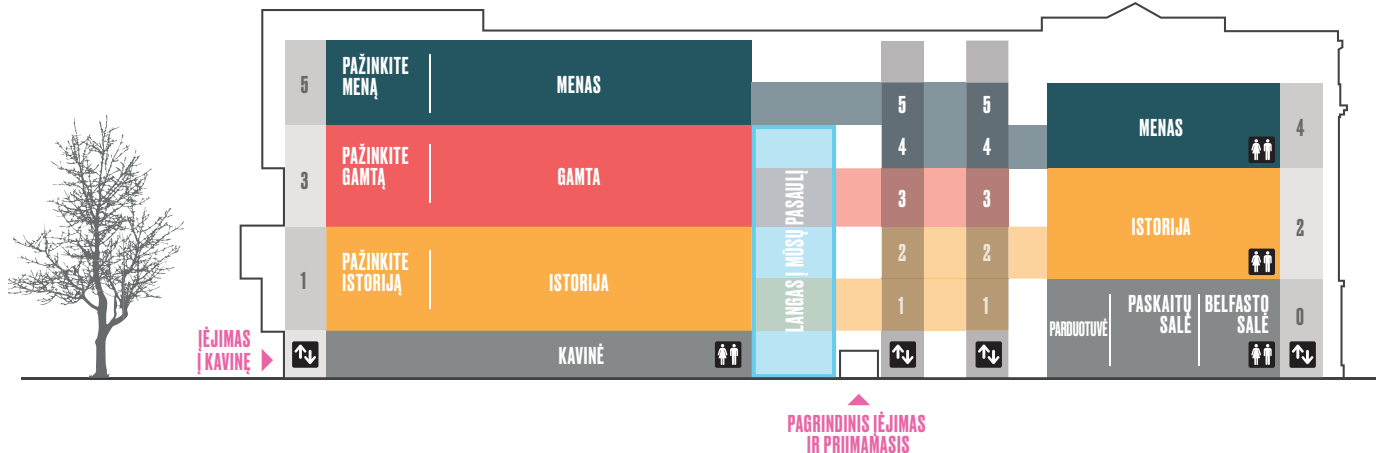 5
PAŽINKITE
MENĄ
MENAS
3
PAŽINKITE
GAMTĄ
GAMTA
1
PAŽINKITE
ISTORIJĄ
ISTORIJA
KAVINĖ
ĮĖJIMAS
Į KAVINĘ
LANGAS Į MŪSŲ PASAULĮ
5
4
3
2
1
5
4
3
2
1
MENAS
4
ISTORIJA
2
PARDUOTUVĖ
PASKAITŲ
SALĖ
BELFASTO
SALĖ
0
PAGRINDINIS ĮĖJIMAS
IR PRIIMAMASIS